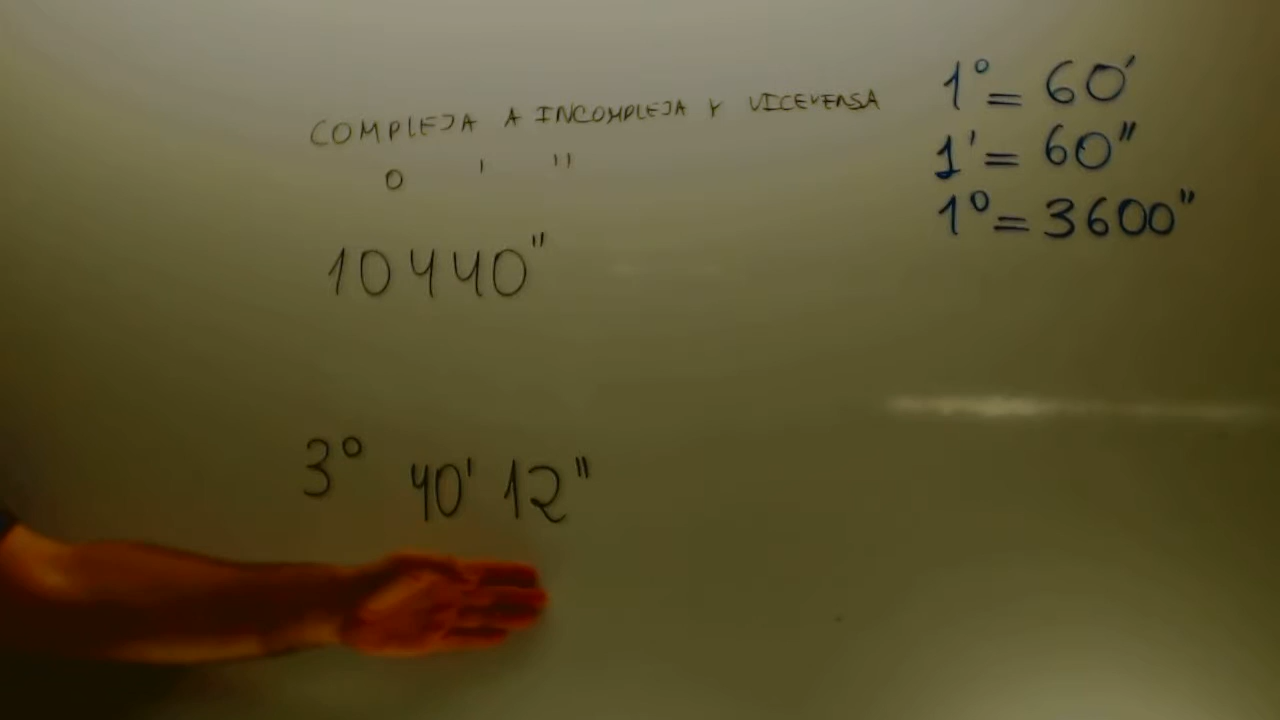 COMPLEJA A INCOMPLEJA Y VICEVERSA
O ' ''
10440''
3° 40' 12''
1° = 60'
1' = 60''
1° = 3600''